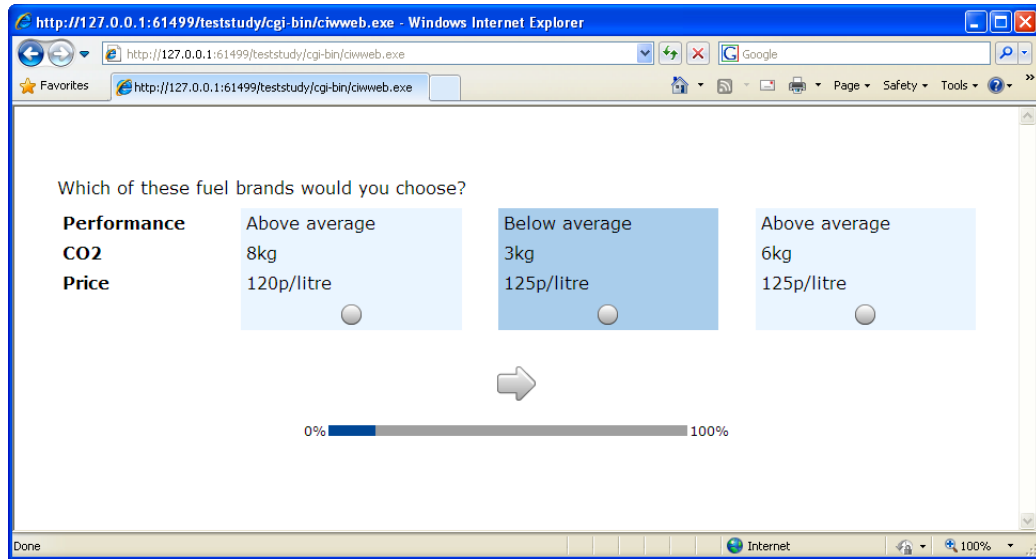 http://127.0.0.1:61499/teststudy/cgi-bin/ciwweb.exe - Windows Internet Explorer
http://127.0.0.1:61499/teststudy/cgi-bin/ciwweb.exe Google
Favorites http://127.0.0.1:61499/teststudy/cgi-bin/ciwweb.exe Page Safety Tools »
Which of these fuel brands would you choose?
Performance Above average Below average Above average
CO2 8kg 3kg 6kg
Price 120p/litre 125p/litre 125p/litre
0% 100%
Done Internet 100%